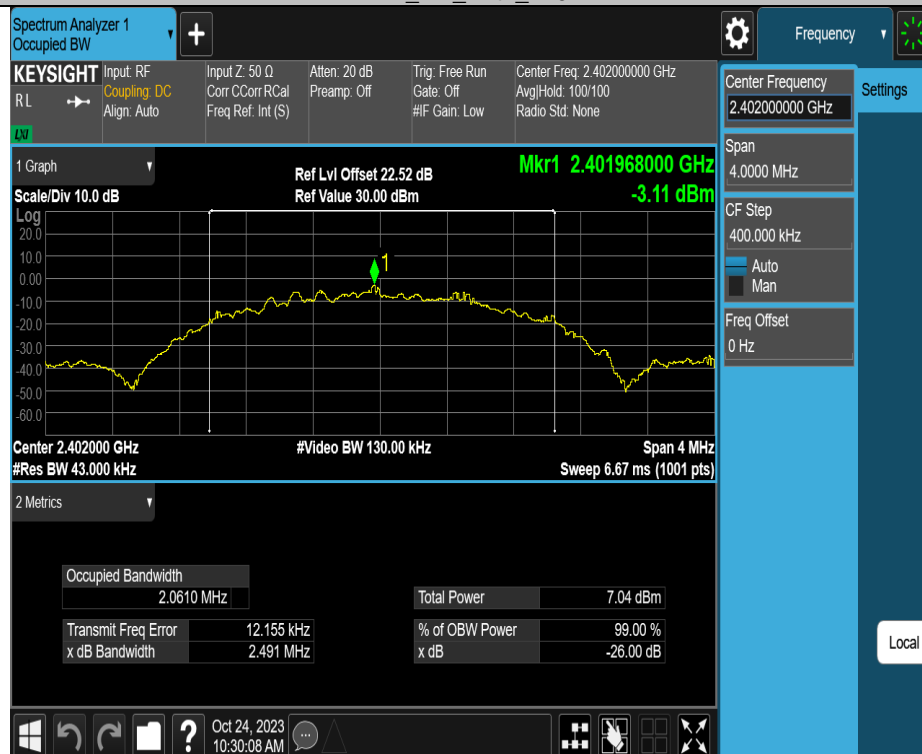 Spectrum Analyzer 1
Occupied BW
+
Frequency
KEYSIGHT
RL
LXI
Input: RF
Coupling: DC
Align: Auto
Input Z: 50 Ω
Corr CCorr RCal
Freq Ref: Int (S)
Atten: 20 dB
Preamp: Off
Trig: Free Run
Gate: Off
#IF Gain: Low
Center Freq: 2.402000000 GHz
Avg|Hold: 100/100
Radio Std: None
Center Frequency
2.402000000 GHz
Settings
Span
4.0000 MHz
CF Step
400.000 kHz
Auto
Man
Freq Offset
0 Hz
Local
1 Graph
Ref Lvl Offset 22.52 dB
Mkr1 2.401968000 GHz
Scale/Div 10.0 dB
Ref Value 30.00 dBm
-3.11 dBm
Log
20.0
10.0
0.00
-10.0
-20.0
-30.0
-40.0
-50.0
-60.0
1
Center 2.402000 GHz
#Video BW 130.00 kHz
Span 4 MHz
#Res BW 43.000 kHz
Sweep 6.67 ms (1001 pts)
2 Metrics
Occupied Bandwidth
2.0610 MHz
Total Power 7.04 dBm
Transmit Freq Error 12.155 kHz
% of OBW Power 99.00 %
x dB Bandwidth 2.491 MHz
x dB -26.00 dB
?
Oct 24, 2023
10:30:08 AM